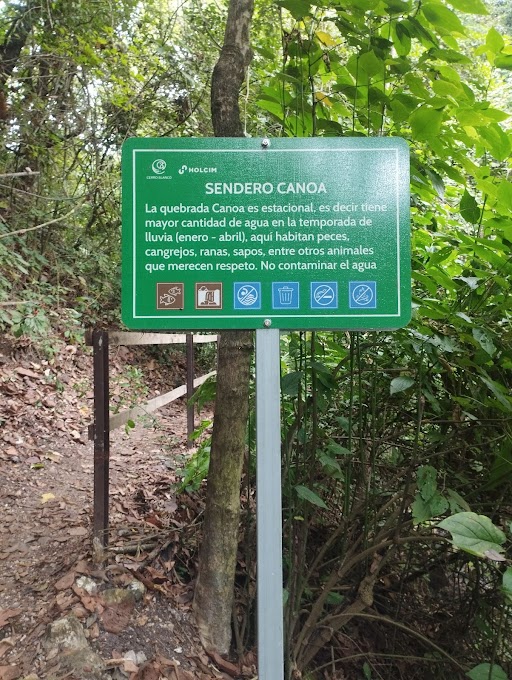 CERRO BLANCO
HOLCIM
SENDERO CANOA
La quebrada Canoa es estacional, es decir tiene
mayor cantidad de agua en la temporada de
lluvia (enero - abril), aquí habitan peces,
cangrejos, ranas, sapos, entre otros animales
que merecen respeto. No contaminar el agua